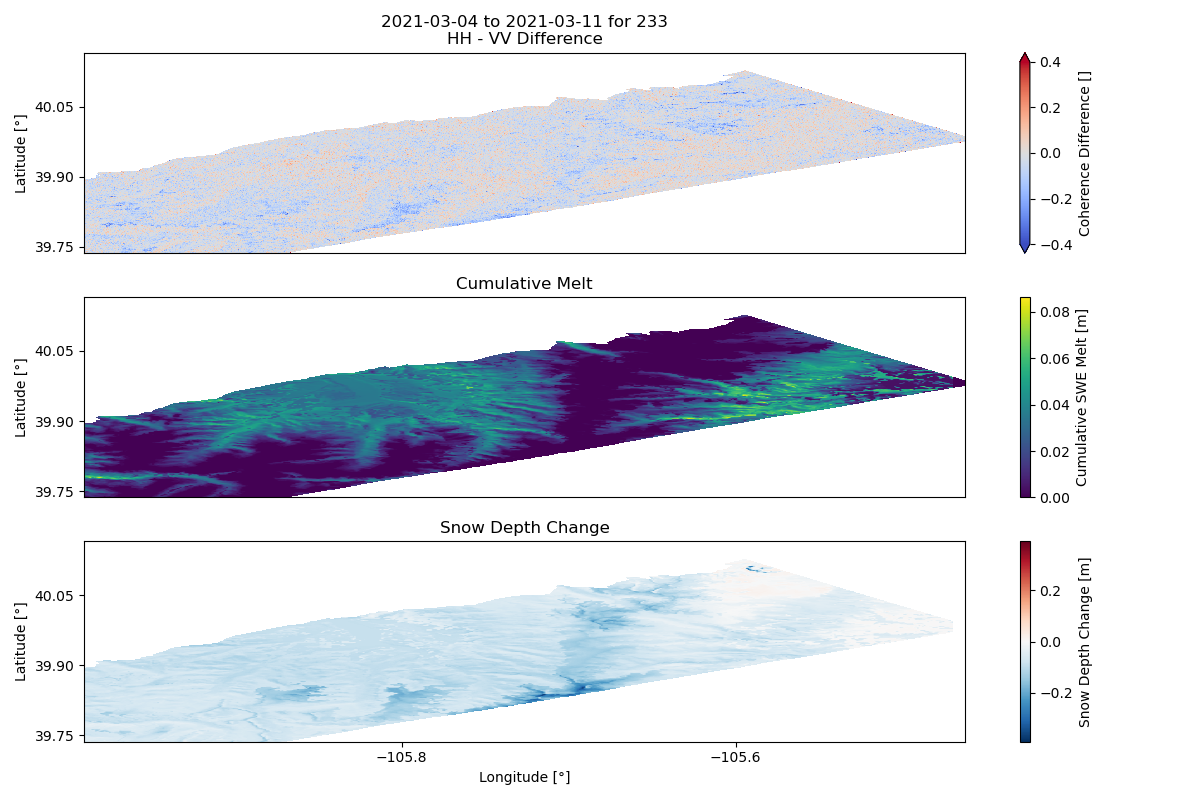 2021-03-04 to 2021-03-11 for 233
HH - VV Difference
40.05
39.90
39.75
Latitude [°]
0.4
0.2
0.0
−0.2
−0.4
Coherence Difference []
Cumulative Melt
40.05
39.90
39.75
Latitude [°]
0.08
0.06
0.04
0.02
0.00
Cumulative SWE Melt [m]
Snow Depth Change
40.05
39.90
39.75
Latitude [°]
0.2
0.0
−0.2
Snow Depth Change [m]
−105.8
−105.6
Longitude [°]